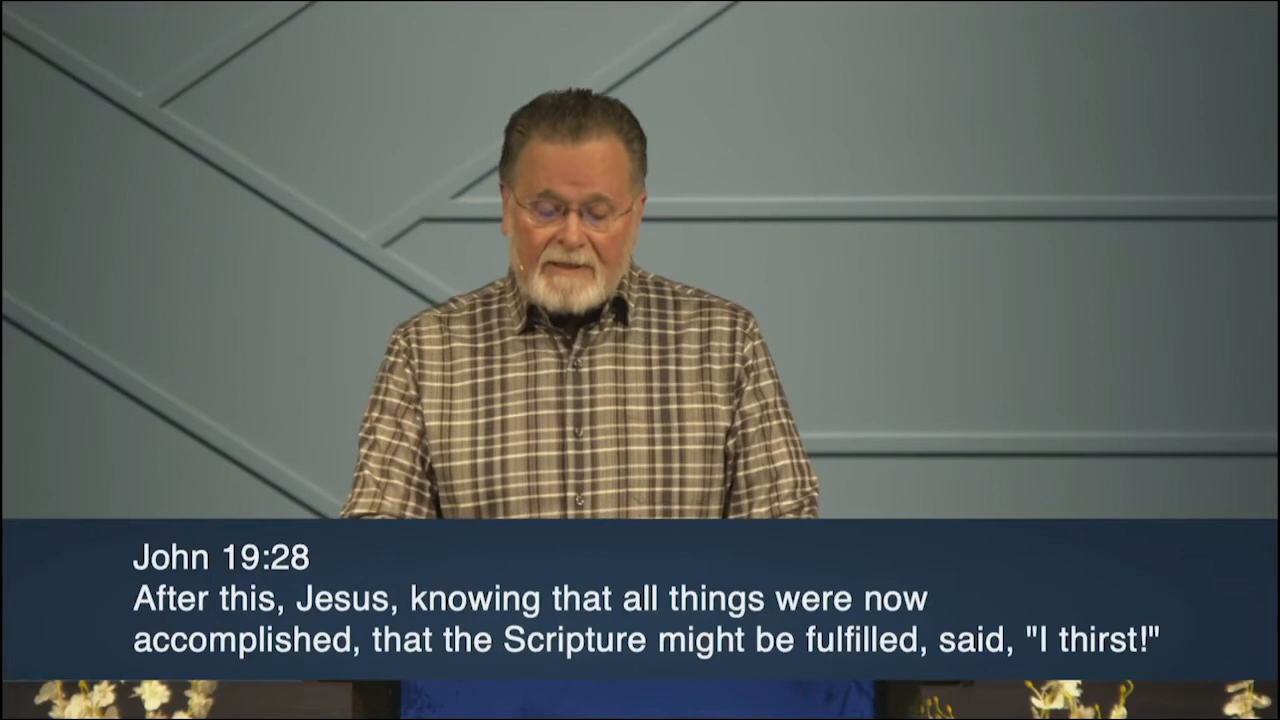 John 19:28
After this, Jesus, knowing that all things were now
accomplished, that the Scripture might be fulfilled, said, "I thirst!"